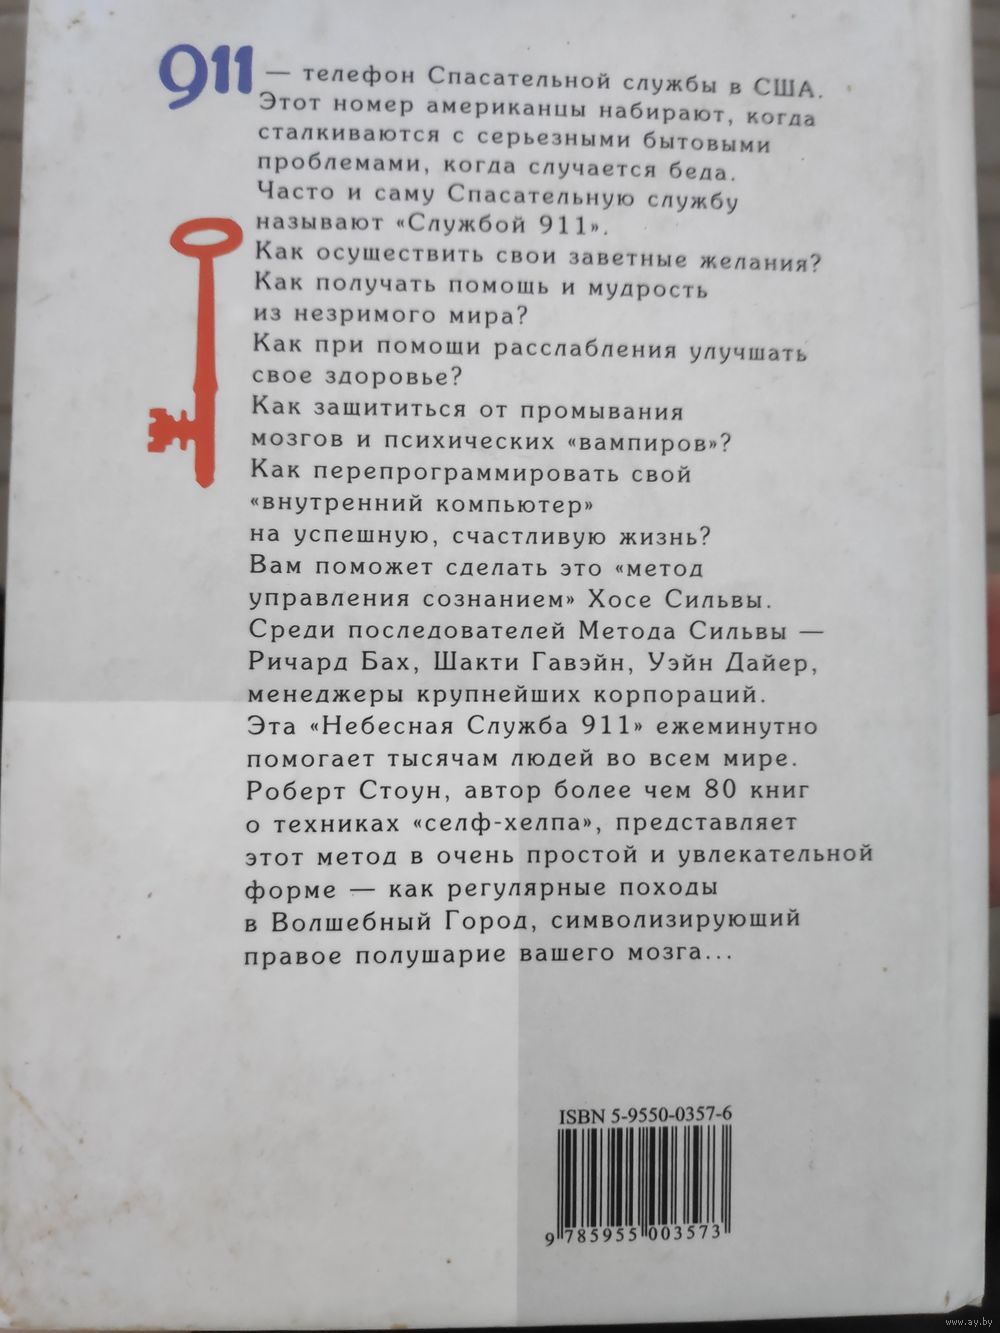 911 — телефон Спасательной службы в США.
Этот номер американцы набирают, когда
сталкиваются с серьезными бытовыми
проблемами, когда случается беда.
Часто и саму Спасательную службу
называют «Службой 911».
Как осуществить свои заветные желания?
Как получать помощь и мудрость
из незримого мира?
Как при помощи расслабления улучшать
свое здоровье?
Как защититься от промывания
мозгов и психических «вампиров»?
Как перепрограммировать свой
«внутренний компьютер»
на успешную, счастливую жизнь?
Вам поможет сделать это «метод
управления сознанием» Хосе Сильвы.
Среди последователей Метода Сильвы —
Ричард Бах, Шакти Гавэйн, Уэйн Дайер,
менеджеры крупнейших корпораций.
Эта «Небесная Служба 911» ежеминутно
помогает тысячам людей во всем мире.
Роберт Стоун, автор более чем 80 книг
о техниках «селф-хелпа», представляет
этот метод в очень простой и увлекательной
форме — как регулярные походы
в Волшебный Город, символизирующий
правое полушарие вашего мозга...
ISBN 5-9550-0357-6
9 785955 003573
www.ay.by